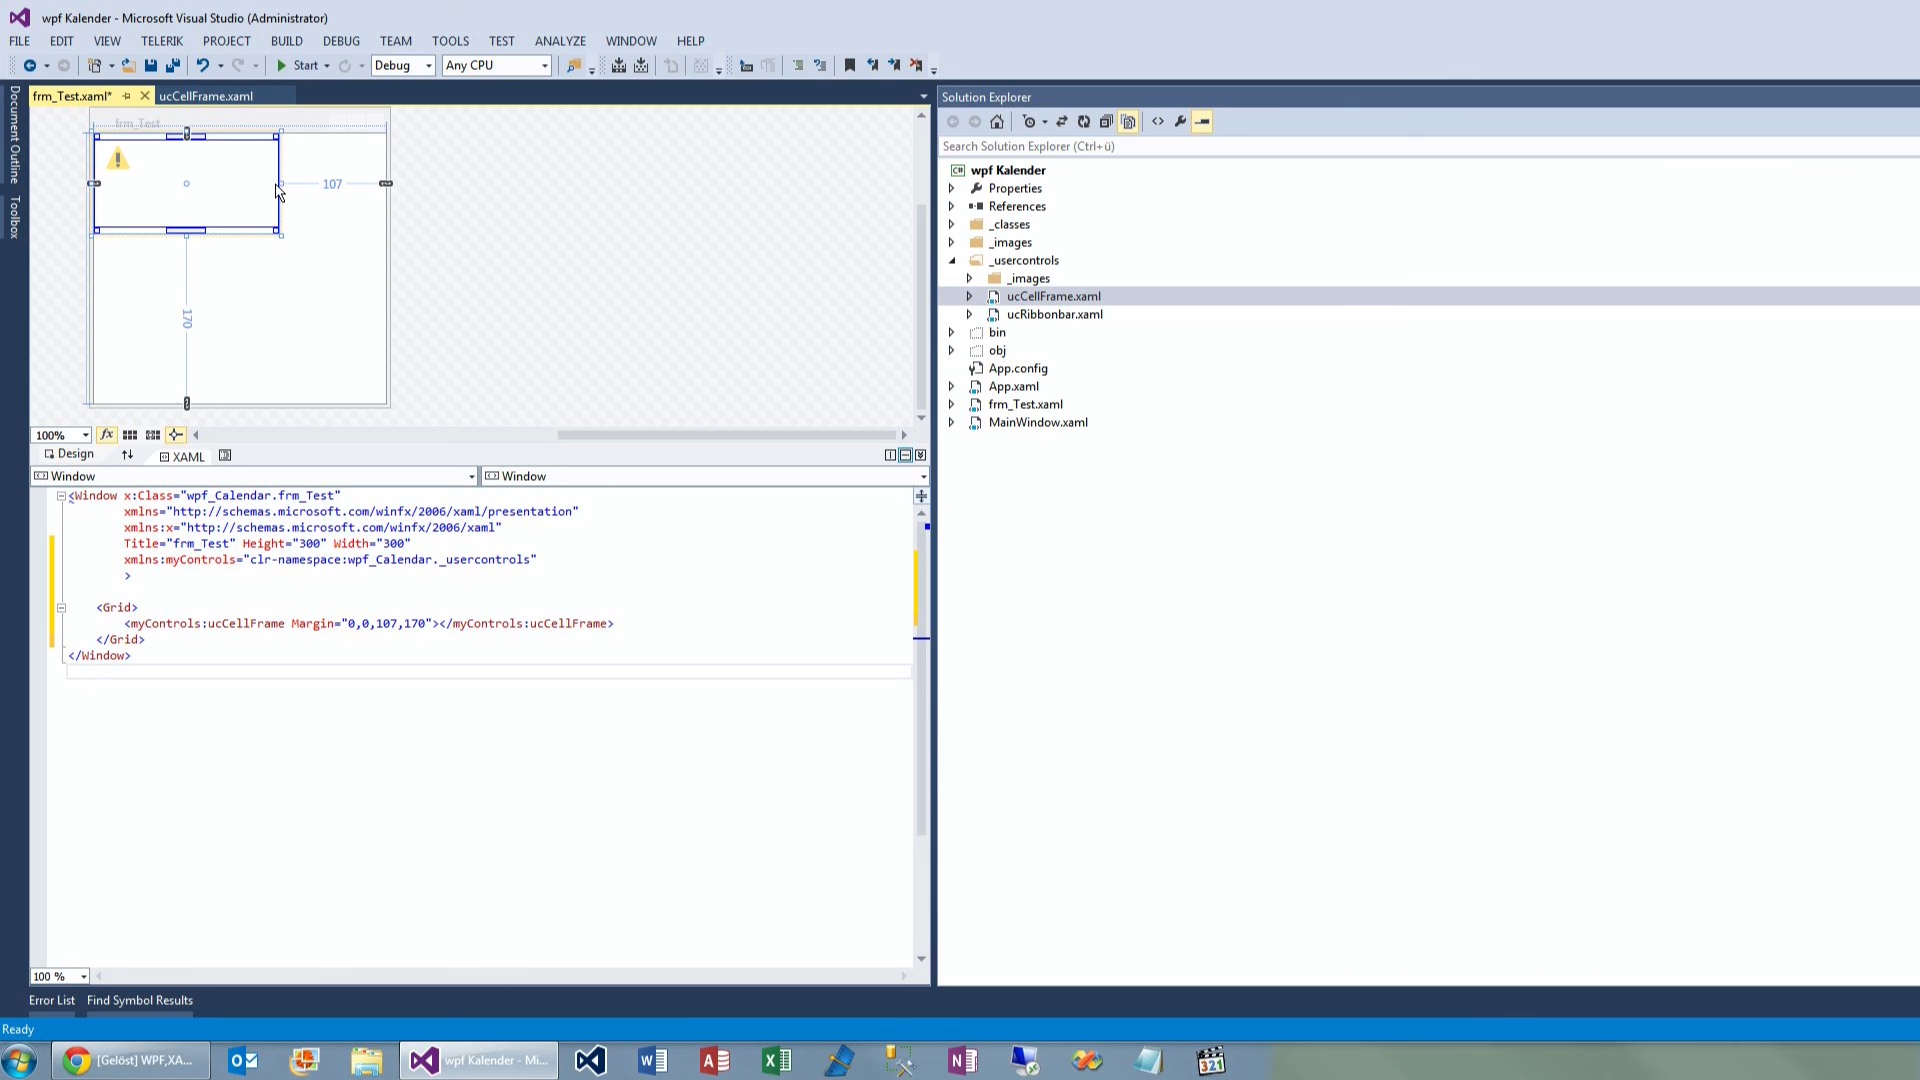 wpf Kalender - Microsoft Visual Studio (Administrator)
FILE EDIT VIEW TELERIK PROJECT BUILD DEBUG TEAM TOOLS TEST ANALYZE WINDOW HELP
Start Debug Any CPU
Document Outline
Toolbox
frm_Test.xaml* ucCellFrame.xaml
frm_Test
107
170
100%
Design XAML
Window Window
<Window x:Class="wpf_Calendar.frm_Test"
xmlns="http://schemas.microsoft.com/winfx/2006/xaml/presentation"
xmlns:x="http://schemas.microsoft.com/winfx/2006/xaml"
Title="frm_Test" Height="300" Width="300"
xmlns:myControls="clr-namespace:wpf_Calendar._usercontrols"
>
<Grid>
<myControls:ucCellFrame Margin="0,0,107,170"></myControls:ucCellFrame>
</Grid>
</Window>
100 %
Solution Explorer
Search Solution Explorer (Ctrl+ü)
C# wpf Kalender
Properties
References
_classes
_images
_usercontrols
_images
ucCellFrame.xaml
ucRibbonbar.xaml
bin
obj
App.config
App.xaml
frm_Test.xaml
MainWindow.xaml
Error List Find Symbol Results
Ready
[Gelöst] WPF,XA... wpf Kalender - Mi... 321